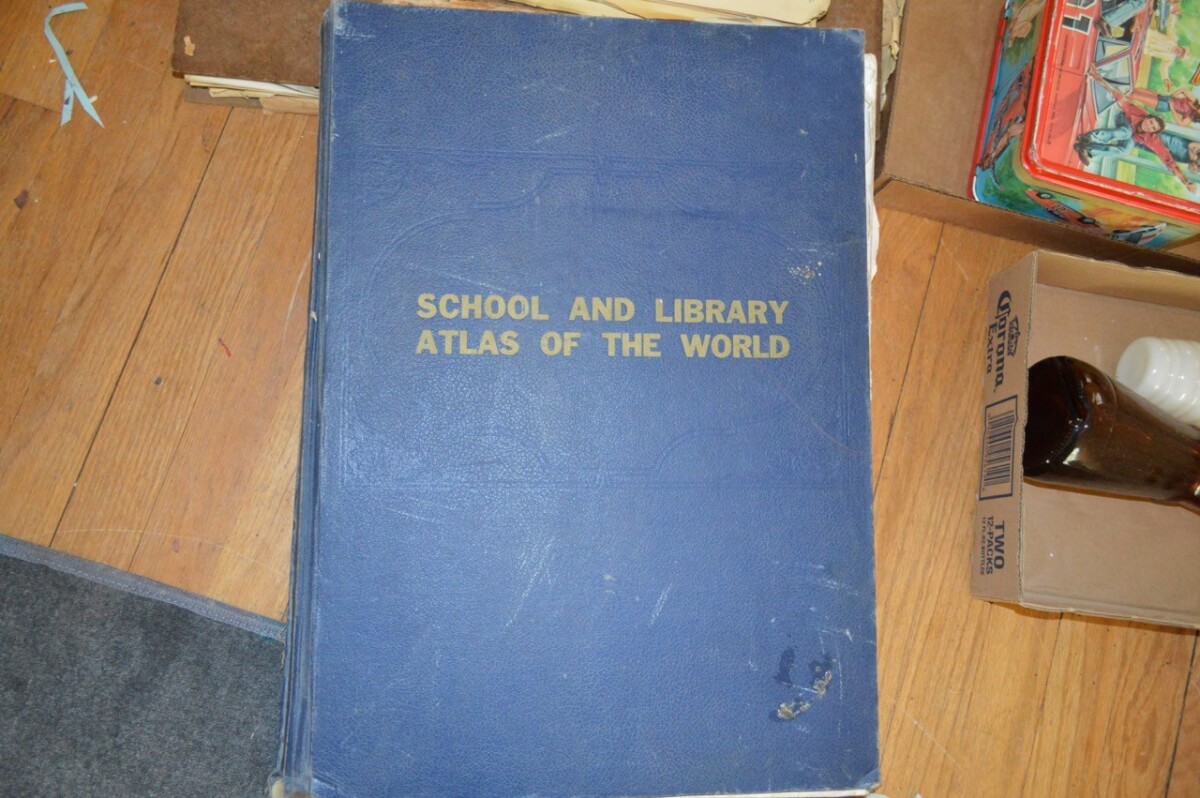 SCHOOL AND LIBRARY
ATLAS OF THE WORLD
Corona
Extra
TWO
12-PACKS